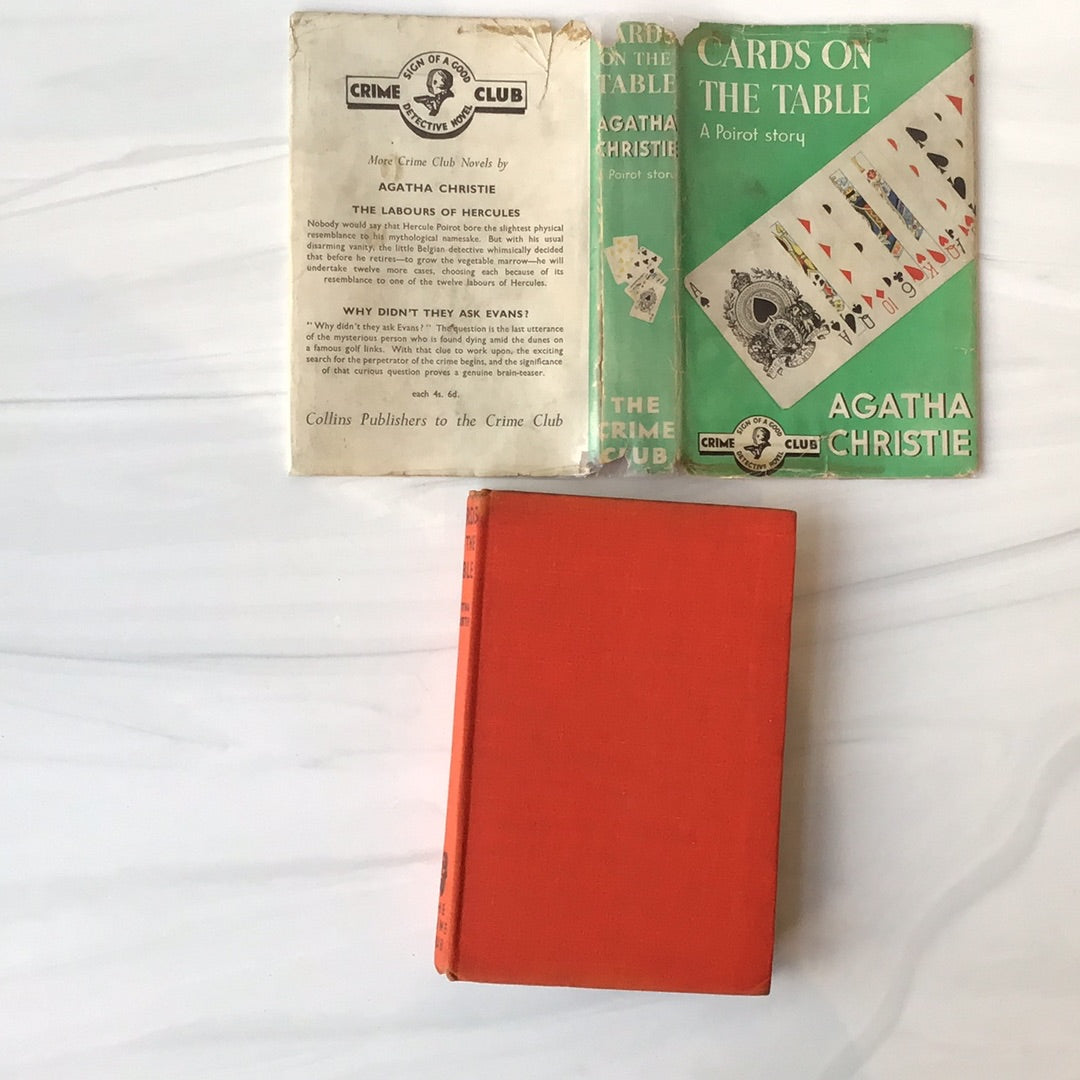 SIGN OF A GOOD
CRIME CLUB
DETECTIVE NOVEL
More Crime Club Novels by
AGATHA CHRISTIE
THE LABOURS OF HERCULES
Nobody would say that Hercule Poirot bore the slightest physical
resemblance to his mythological namesake. But with his usual
disarming vanity, the little Belgian detective whimsically decided
that before he retires—to grow the vegetable marrow—he will
undertake twelve more cases, choosing each because of its
resemblance to one of the twelve labours of Hercules.
WHY DIDN'T THEY ASK EVANS?
"Why didn't they ask Evans?" The question is the last utterance
of the mysterious person who is found dying amid the dunes on
a famous golf links. With that clue to work upon, the exciting
search for the perpetrator of the crime begins, and the significance
of that curious question proves a genuine brain-teaser.
each 4s. 6d.
Collins Publishers to the Crime Club
CARDS
ON THE
TABLE
AGATHA
CHRISTIE
Poirot story
THE
CRIME
CLUB
CARDS ON
THE TABLE
A Poirot story
A
A
10
9
K
Q
AGATHA
CHRISTIE
SIGN OF A GOOD
CRIME CLUB
DETECTIVE NOVEL